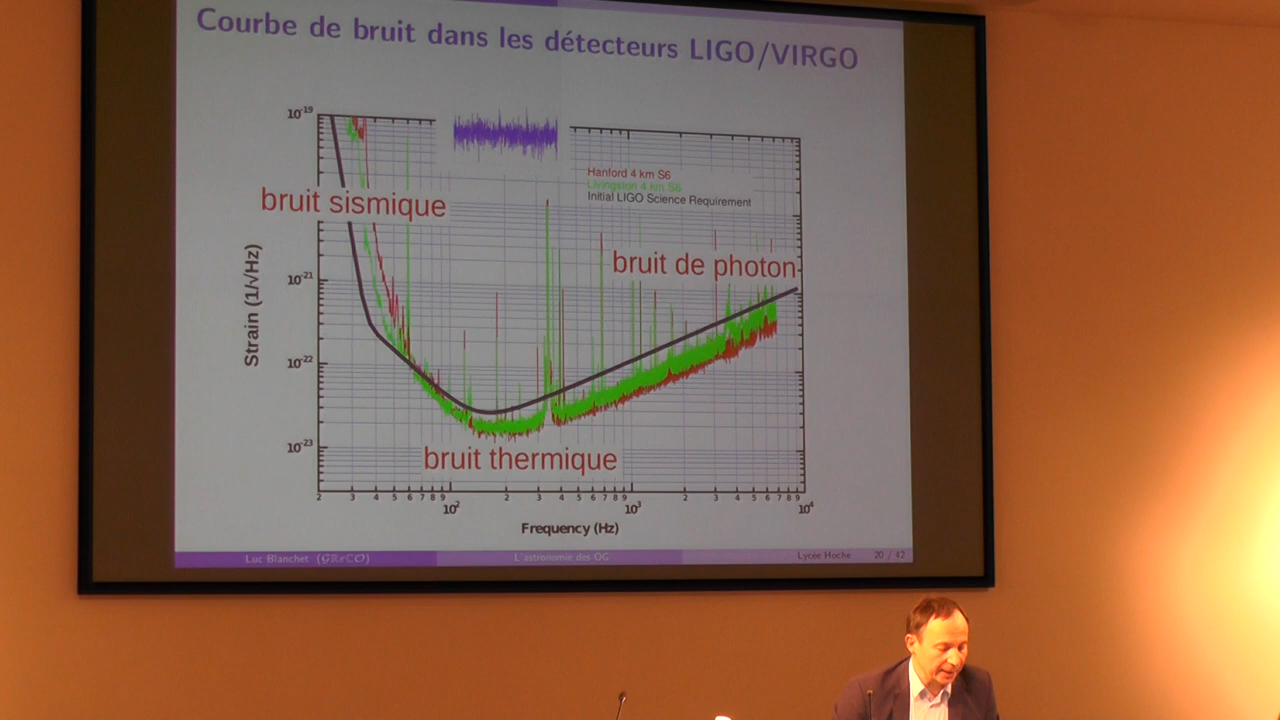 Courbe de bruit dans les détecteurs LIGO/VIRGO
10-19
Hanford 4 km S6
Livingston 4 km S6
Initial LIGO Science Requirement
bruit sismique
bruit de photon
Strain (1/√Hz)
10-21
10-22
10-23
bruit thermique
2 3 4 5 6 7 8 9 2 3 4 5 6 7 8 9 2 3 4 5 6 7 8 9
10² 10³ 10⁴
Frequency (Hz)
Luc Blanchet (GReCO) L'astronomie des OG Lycée Hoche 20 / 42